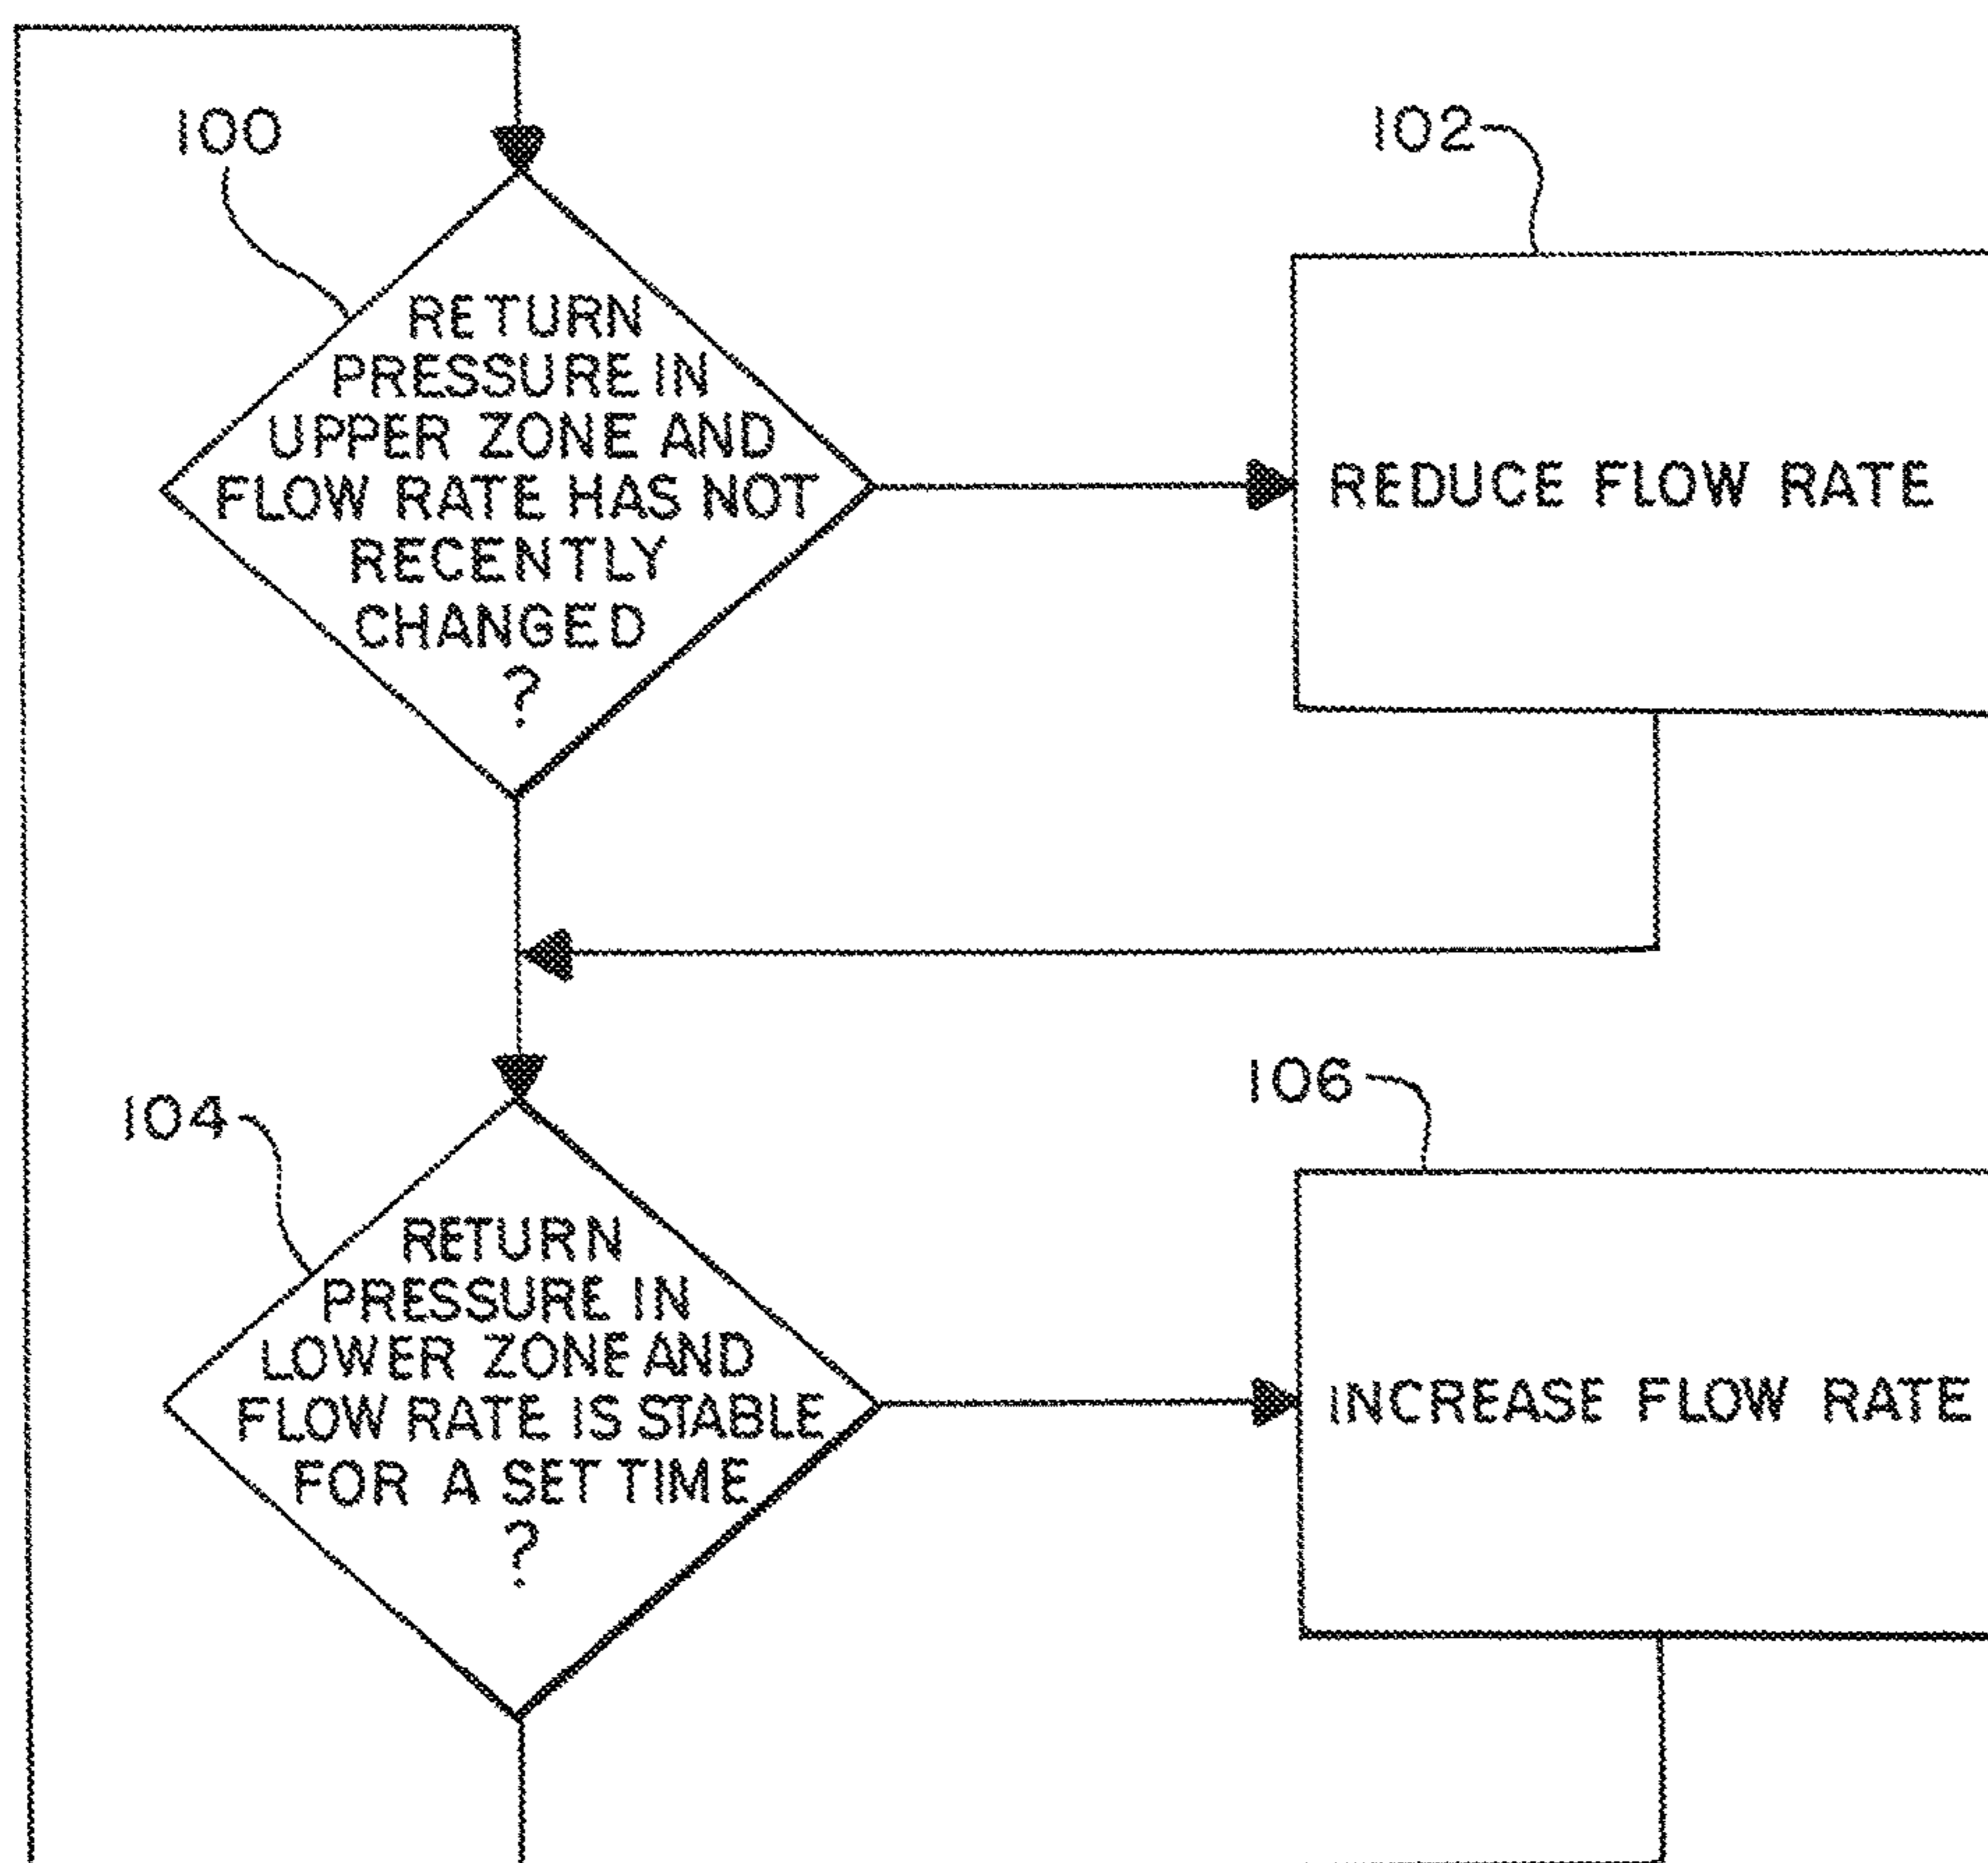 100
RETURN
PRESSURE IN
UPPER ZONE AND
FLOW RATE HAS NOT
RECENTLY
CHANGED
?
102
REDUCE FLOW RATE
104
RETURN
PRESSURE IN
LOWER ZONE AND
FLOW RATE IS STABLE
FOR A SET TIME
?
106
INCREASE FLOW RATE